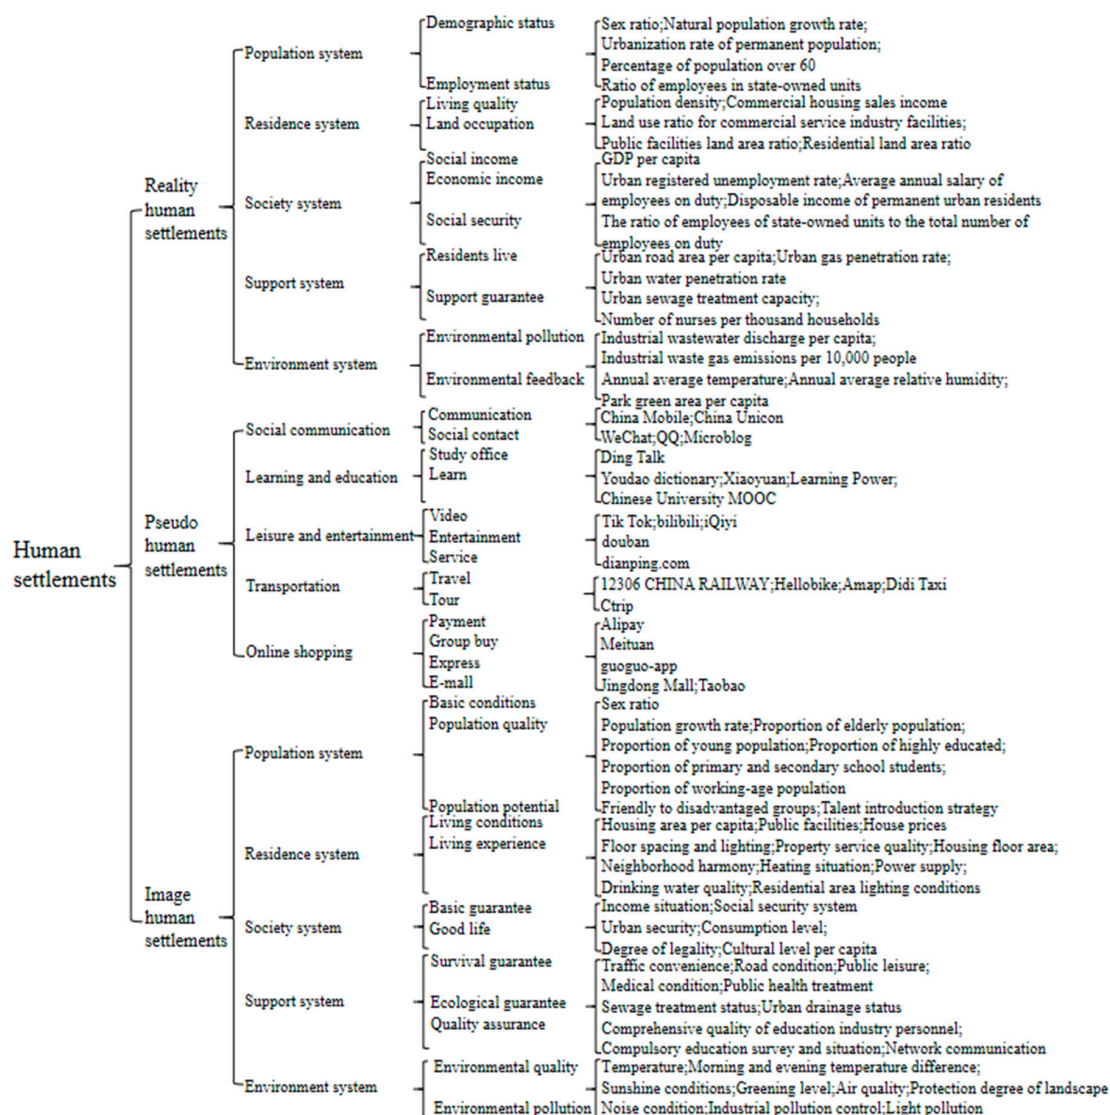 Human
settlements
Reality
human
settlements
Population system
Demographic status
Sex ratio;Natural population growth rate;
Urbanization rate of permanent population;
Percentage of population over 60
Employment status
Ratio of employees in state-owned units
Residence system
Living quality
Population density;Commercial housing sales income
Land occupation
Land use ratio for commercial service industry facilities;
Public facilities land area ratio;Residential land area ratio
Society system
Social income
GDP per capita
Economic income
Urban registered unemployment rate;Average annual salary of
employees on duty;Disposable income of permanent urban residents
Social security
The ratio of employees of state-owned units to the total number of
employees on duty
Support system
Residents live
Urban road area per capita;Urban gas penetration rate;
Urban water penetration rate
Support guarantee
Urban sewage treatment capacity;
Number of nurses per thousand households
Environment system
Environmental pollution
Industrial wastewater discharge per capita;
Industrial waste gas emissions per 10,000 people
Environmental feedback
Annual average temperature;Annual average relative humidity;
Park green area per capita
Pseudo
human
settlements
Social communication
Communication
China Mobile;China Unicon
Social contact
WeChat;QQ;Microblog
Learning and education
Study office
Ding Talk
Learn
Youdao dictionary;Xiaoyuan;Learning Power;
Chinese University MOOC
Leisure and entertainment
Video
Tik Tok;bilibili;iQiyi
Entertainment
douban
Service
dianping.com
Transportation
Travel
12306 CHINA RAILWAY;Hellobike;Amap;Didi Taxi
Tour
Ctrip
Online shopping
Payment
Alipay
Group buy
Meituan
Express
guoguo-app
E-mall
Jingdong Mall;Taobao
Image
human
settlements
Population system
Basic conditions
Sex ratio
Population quality
Population growth rate;Proportion of elderly population;
Proportion of young population;Proportion of highly educated;
Proportion of primary and secondary school students;
Proportion of working-age population
Population potential
Friendly to disadvantaged groups;Talent introduction strategy
Residence system
Living conditions
Housing area per capita;Public facilities;House prices
Living experience
Floor spacing and lighting;Property service quality;Housing floor area;
Neighborhood harmony;Heating situation;Power supply;
Drinking water quality;Residential area lighting conditions
Society system
Basic guarantee
Income situation;Social security system
Good life
Urban security;Consumption level;
Degree of legality;Cultural level per capita
Support system
Survival guarantee
Traffic convenience;Road condition;Public leisure;
Medical condition;Public health treatment
Ecological guarantee
Sewage treatment status;Urban drainage status
Quality assurance
Comprehensive quality of education industry personnel;
Compulsory education survey and situation;Network communication
Environment system
Environmental quality
Temperature;Morning and evening temperature difference;
Sunshine conditions;Greening level;Air quality;Protection degree of landscape
Environmental pollution
Noise condition;Industrial pollution control;Light pollution